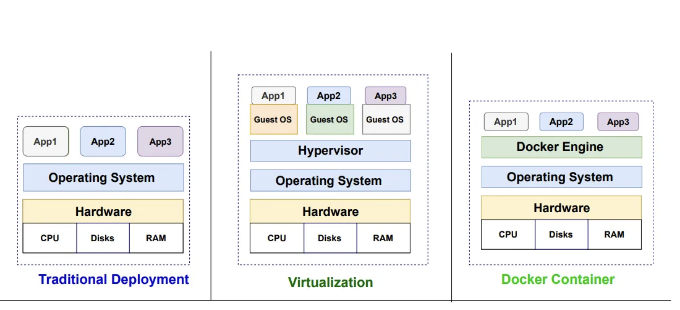 App1 App2 App3
Operating System
Hardware
CPU Disks RAM
Traditional Deployment
App1 App2 App3
Guest OS Guest OS Guest OS
Hypervisor
Operating System
Hardware
CPU Disks RAM
Virtualization
App1 App2 App3
Docker Engine
Operating System
Hardware
CPU Disks RAM
Docker Container